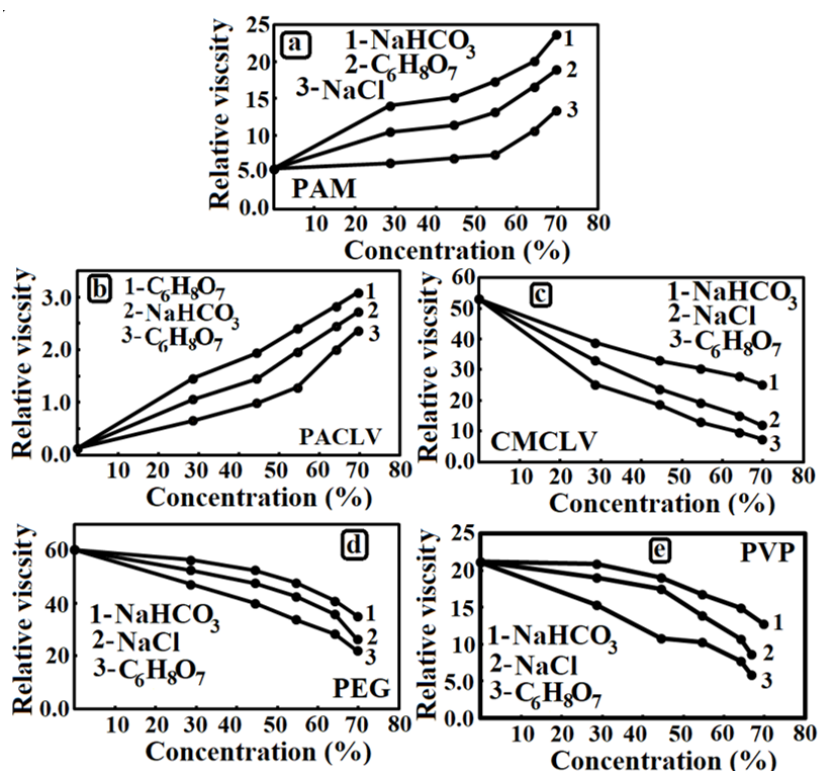 a
1-NaHCO₃
2-C₆H₈O₇
3-NaCl
PAM
Relative viscsity
25
20
15
10
5.0
0.0
10 20 30 40 50 60 70 80
Concentration (%)
1
2
3
b
1-C₆H₈O₇
2-NaHCO₃
3-C₆H₈O₇
PACLV
Relative viscsity
3.0
2.0
1.0
0.0
10 20 30 40 50 60 70 80
Concentration (%)
1
2
3
c
1-NaHCO₃
2-NaCl
3-C₆H₈O₇
CMCLV
Relative viscsity
60
50
40
30
20
10
0.0
10 20 30 40 50 60 70 80
Concentration (%)
1
2
3
d
1-NaHCO₃
2-NaCl
3-C₆H₈O₇
PEG
Relative viscsity
60
40
20
0.0
10 20 30 40 50 60 70 80
Concentration (%)
1
2
3
e
PVP
1-NaHCO₃
2-NaCl
3-C₆H₈O₇
Relative viscsity
25
20
15
10
5.0
0.0
10 20 30 40 50 60 70 80
Concentration (%)
1
2
3